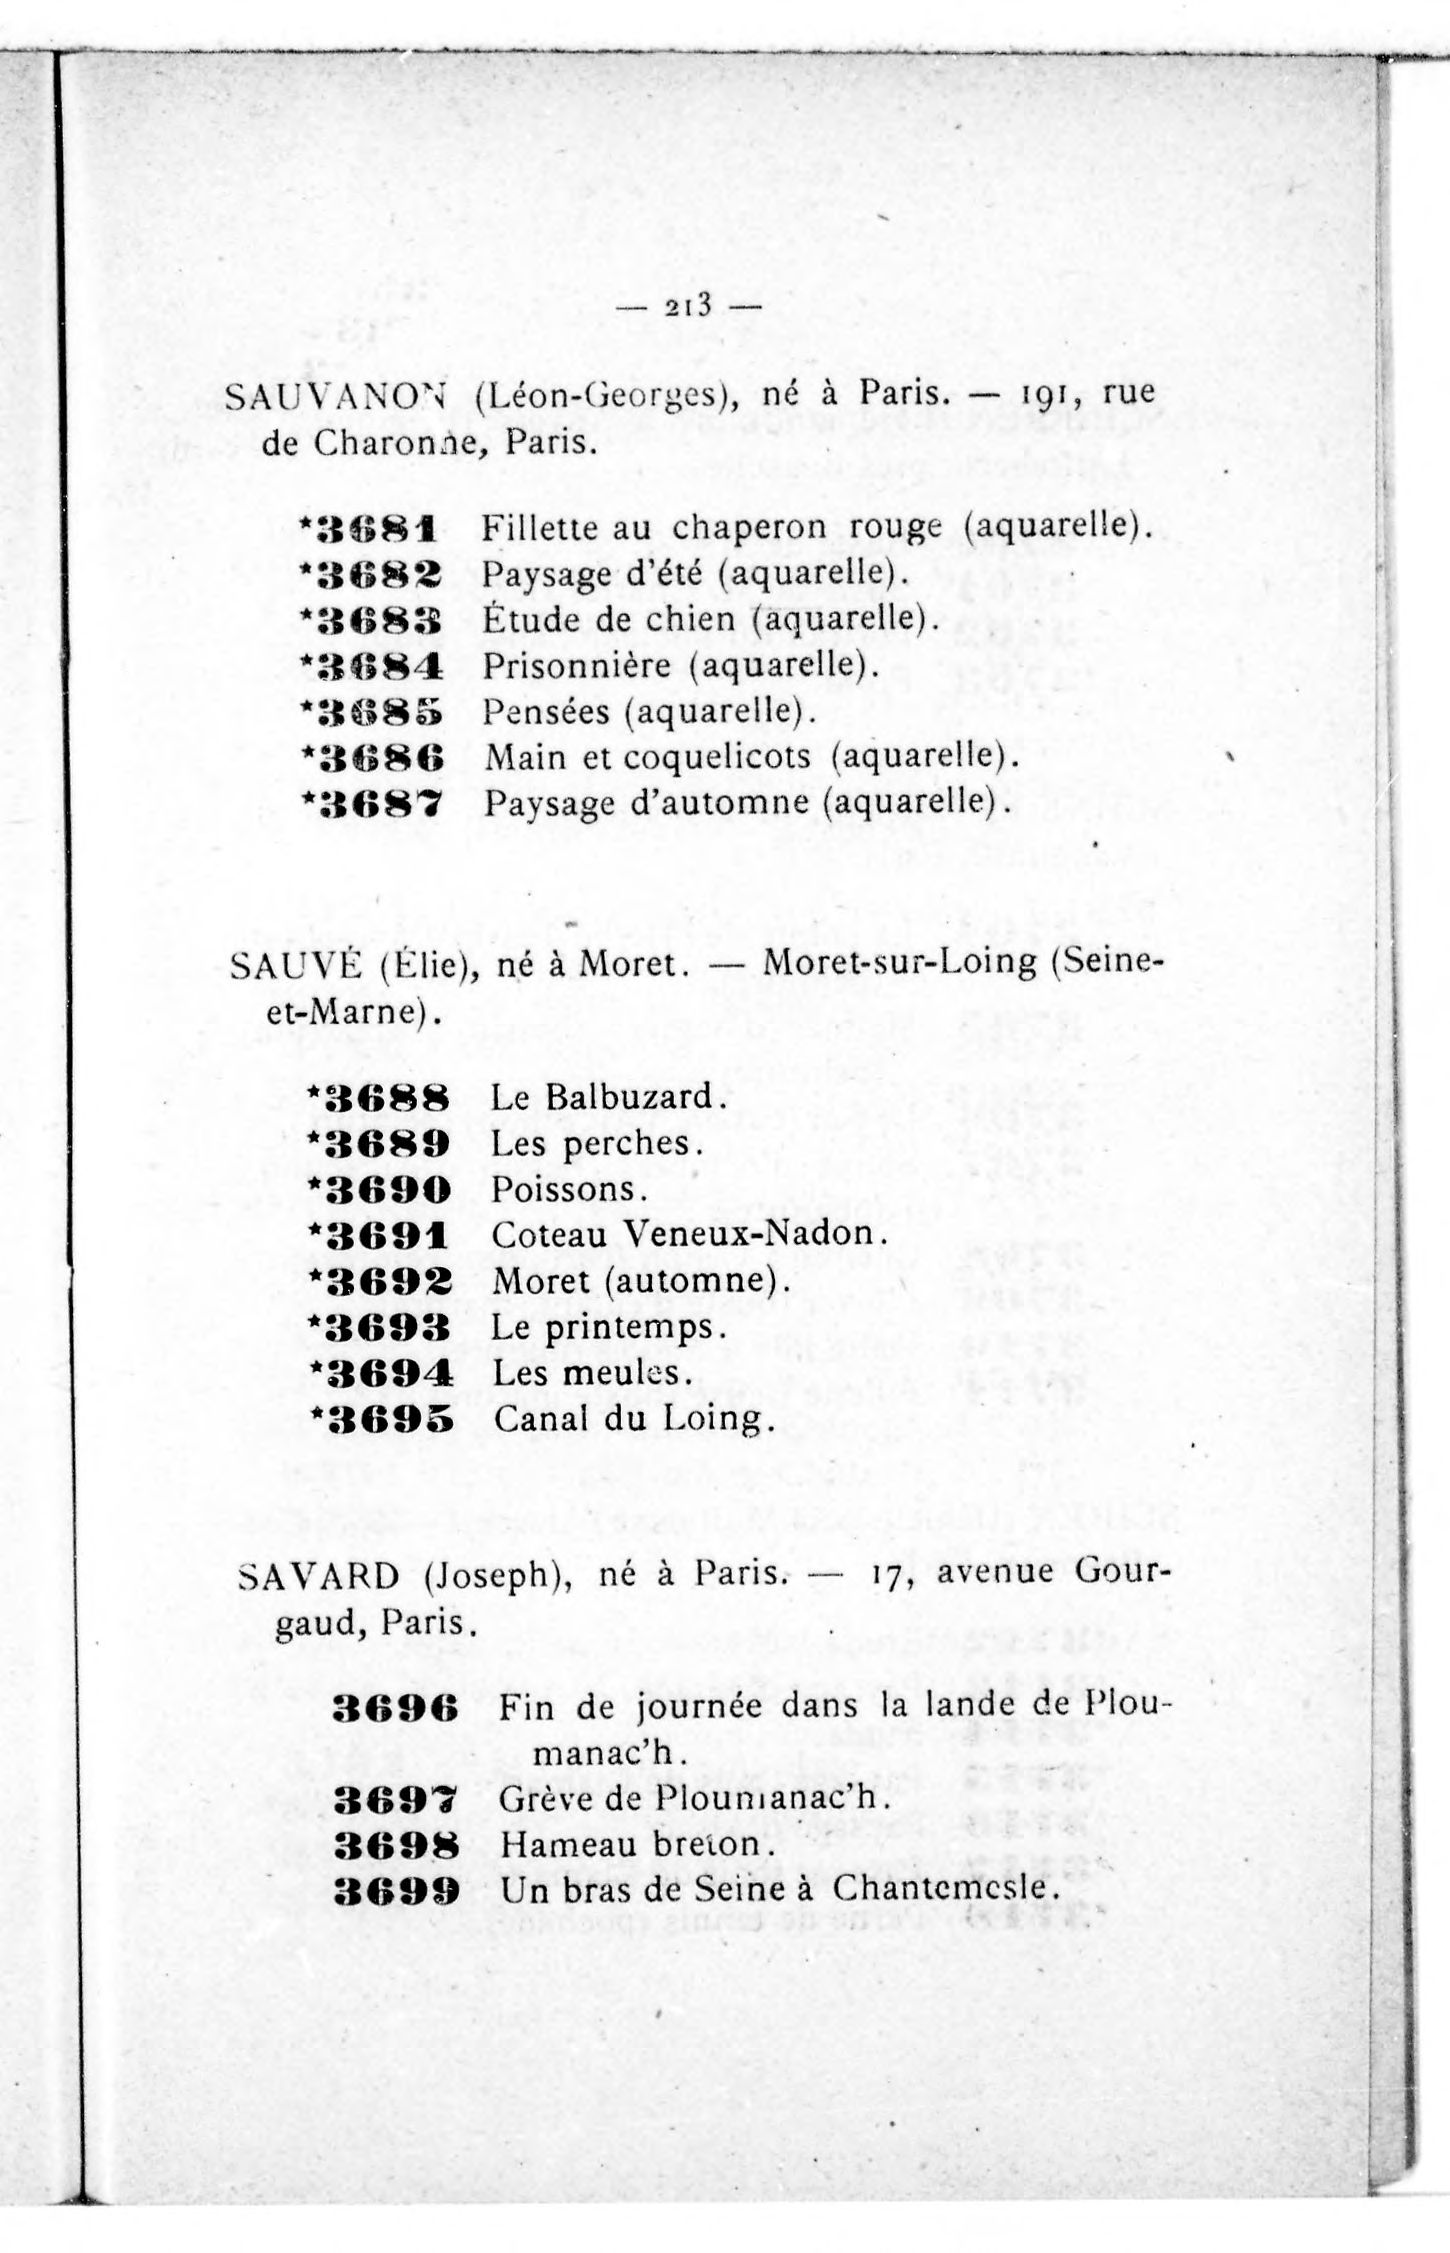 — 213 —
SAUVANON (Léon-Georges), né à Paris. — 191, rue
de Charonne, Paris.
*3681 Fillette au chaperon rouge (aquarelle).
*3682 Paysage d'été (aquarelle).
*3683 Étude de chien (aquarelle).
*3684 Prisonnière (aquarelle).
*3685 Pensées (aquarelle).
*3686 Main et coquelicots (aquarelle).
*3687 Paysage d'automne (aquarelle).
SAUVÉ (Élie), né à Moret. — Moret-sur-Loing (Seine-
et-Marne).
*3688 Le Balbuzard.
*3689 Les perches.
*3690 Poissons.
*3691 Coteau Veneux-Nadon.
*3692 Moret (automne).
*3693 Le printemps.
*3694 Les meules.
*3695 Canal du Loing.
SAVARD (Joseph), né à Paris. — 17, avenue Gour-
gaud, Paris.
3696 Fin de journée dans la lande de Plou-
manac'h.
3697 Grève de Ploumanac'h.
3698 Hameau breton.
3699 Un bras de Seine à Chantemesle.